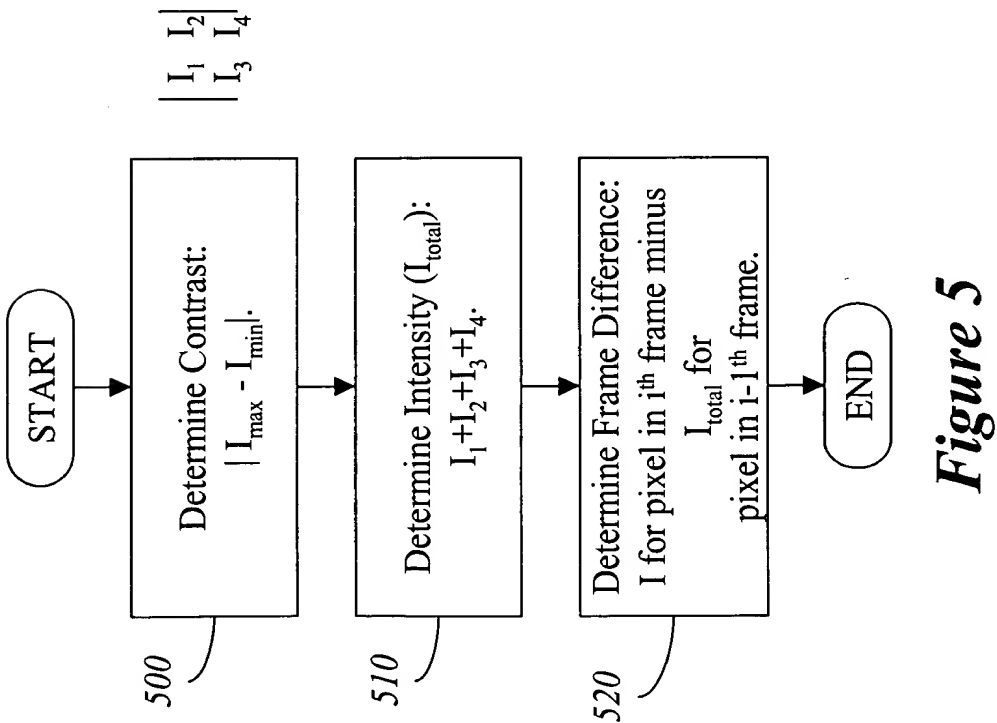 START
I₁ I₂
I₃ I₄
500
Determine Contrast:
| Iₘₐₓ - Iₘᵢₙ|.
510
Determine Intensity (Iₜₒₜₐₗ):
I₁+I₂+I₃+I₄.
520
Determine Frame Difference:
I for pixel in iᵗʰ frame minus
Iₜₒₜₐₗ for
pixel in i-1ᵗʰ frame.
END
Figure 5